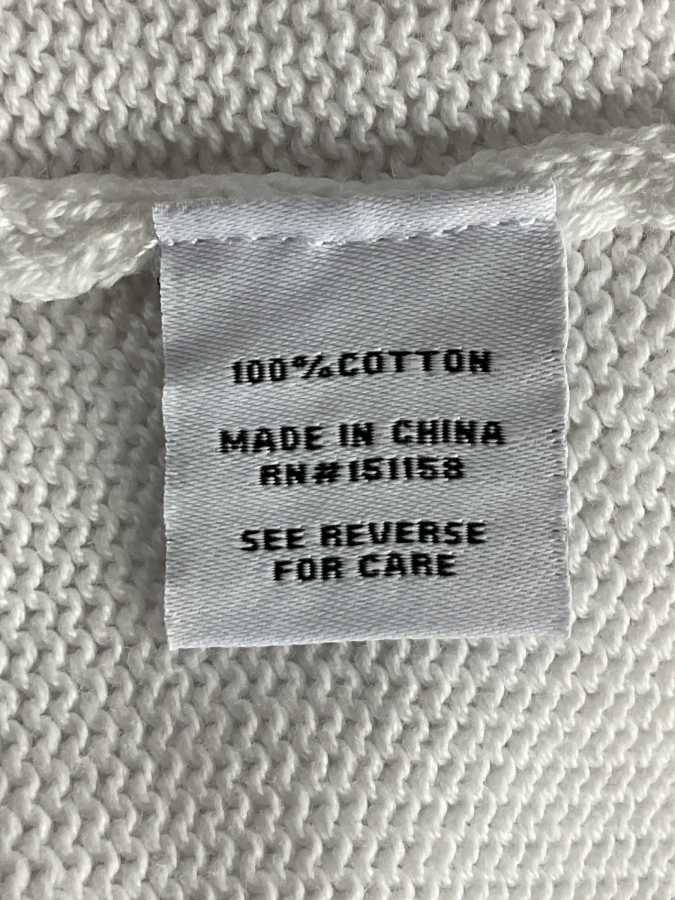 100%COTTON
MADE IN CHINA
RN#151158
SEE REVERSE
FOR CARE